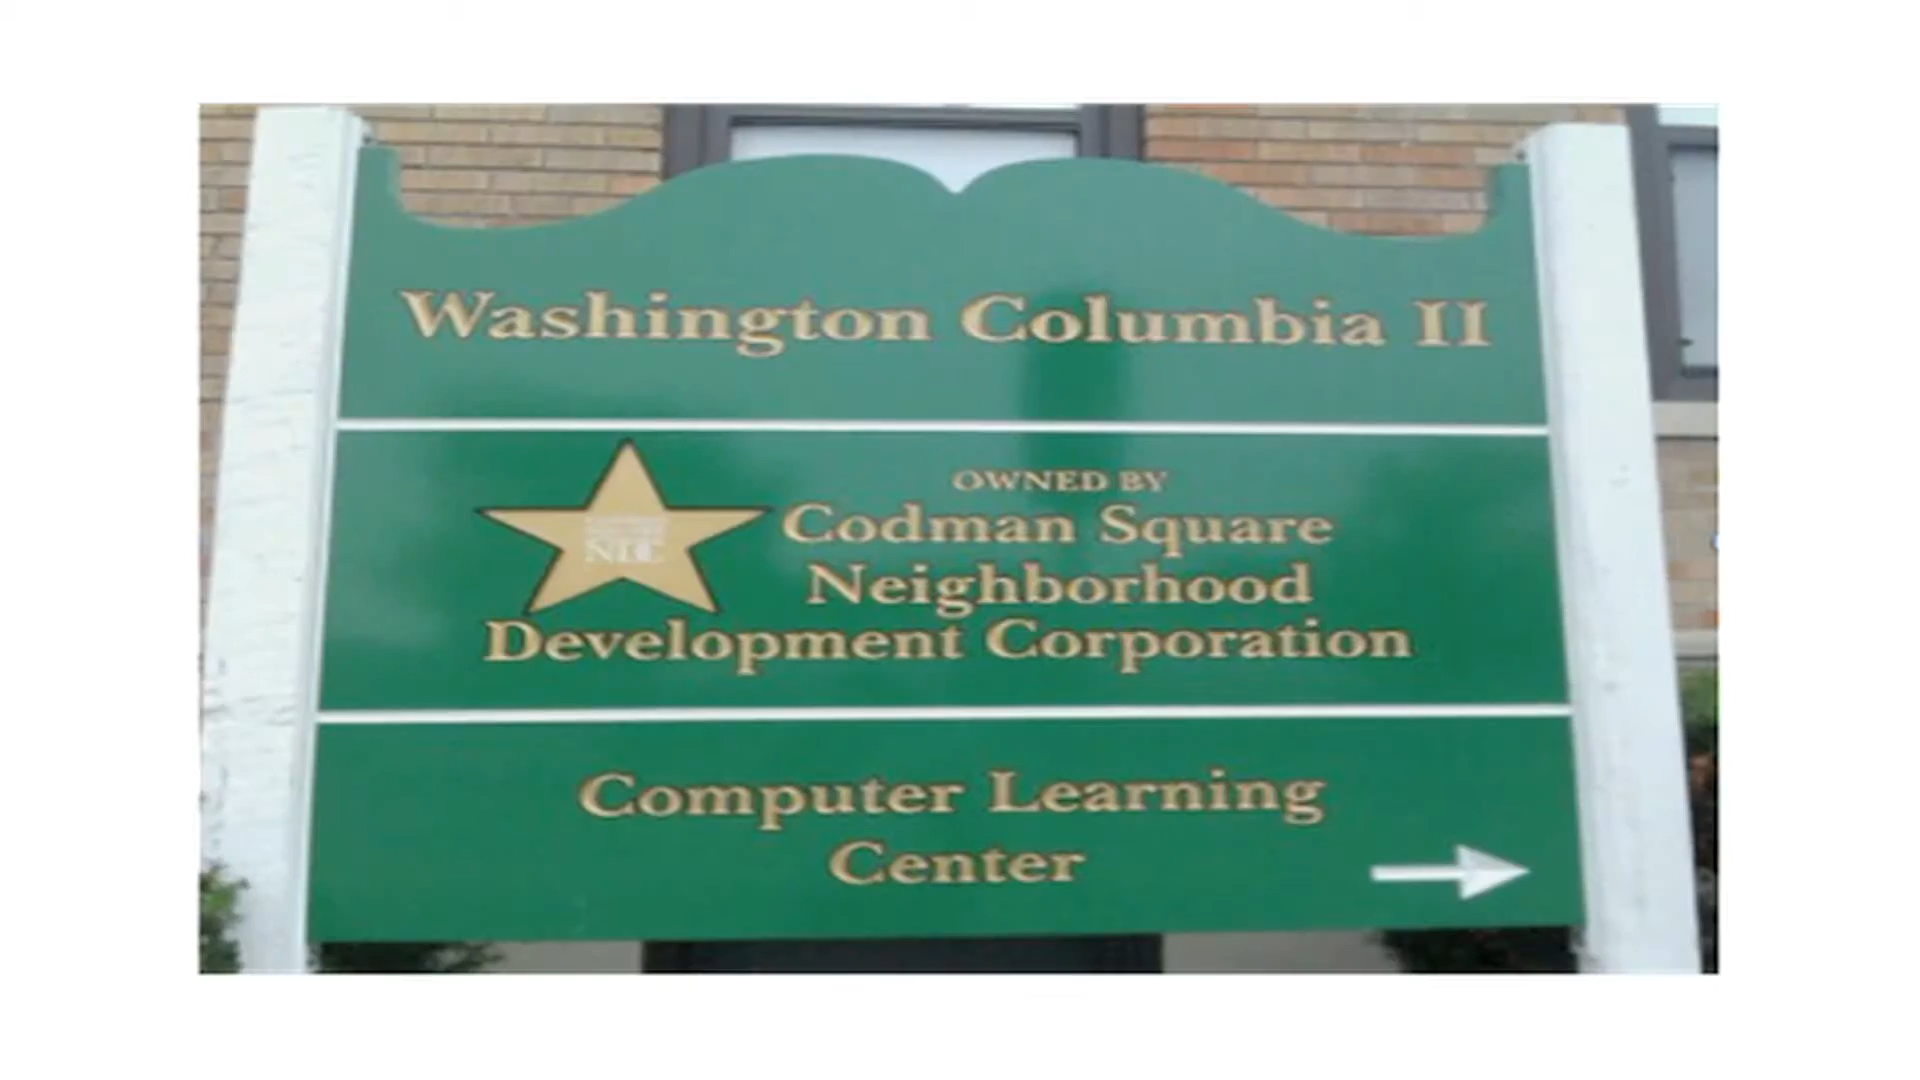 Washington Columbia II
OWNED BY
Codman Square
Neighborhood
Development Corporation
Computer Learning
Center